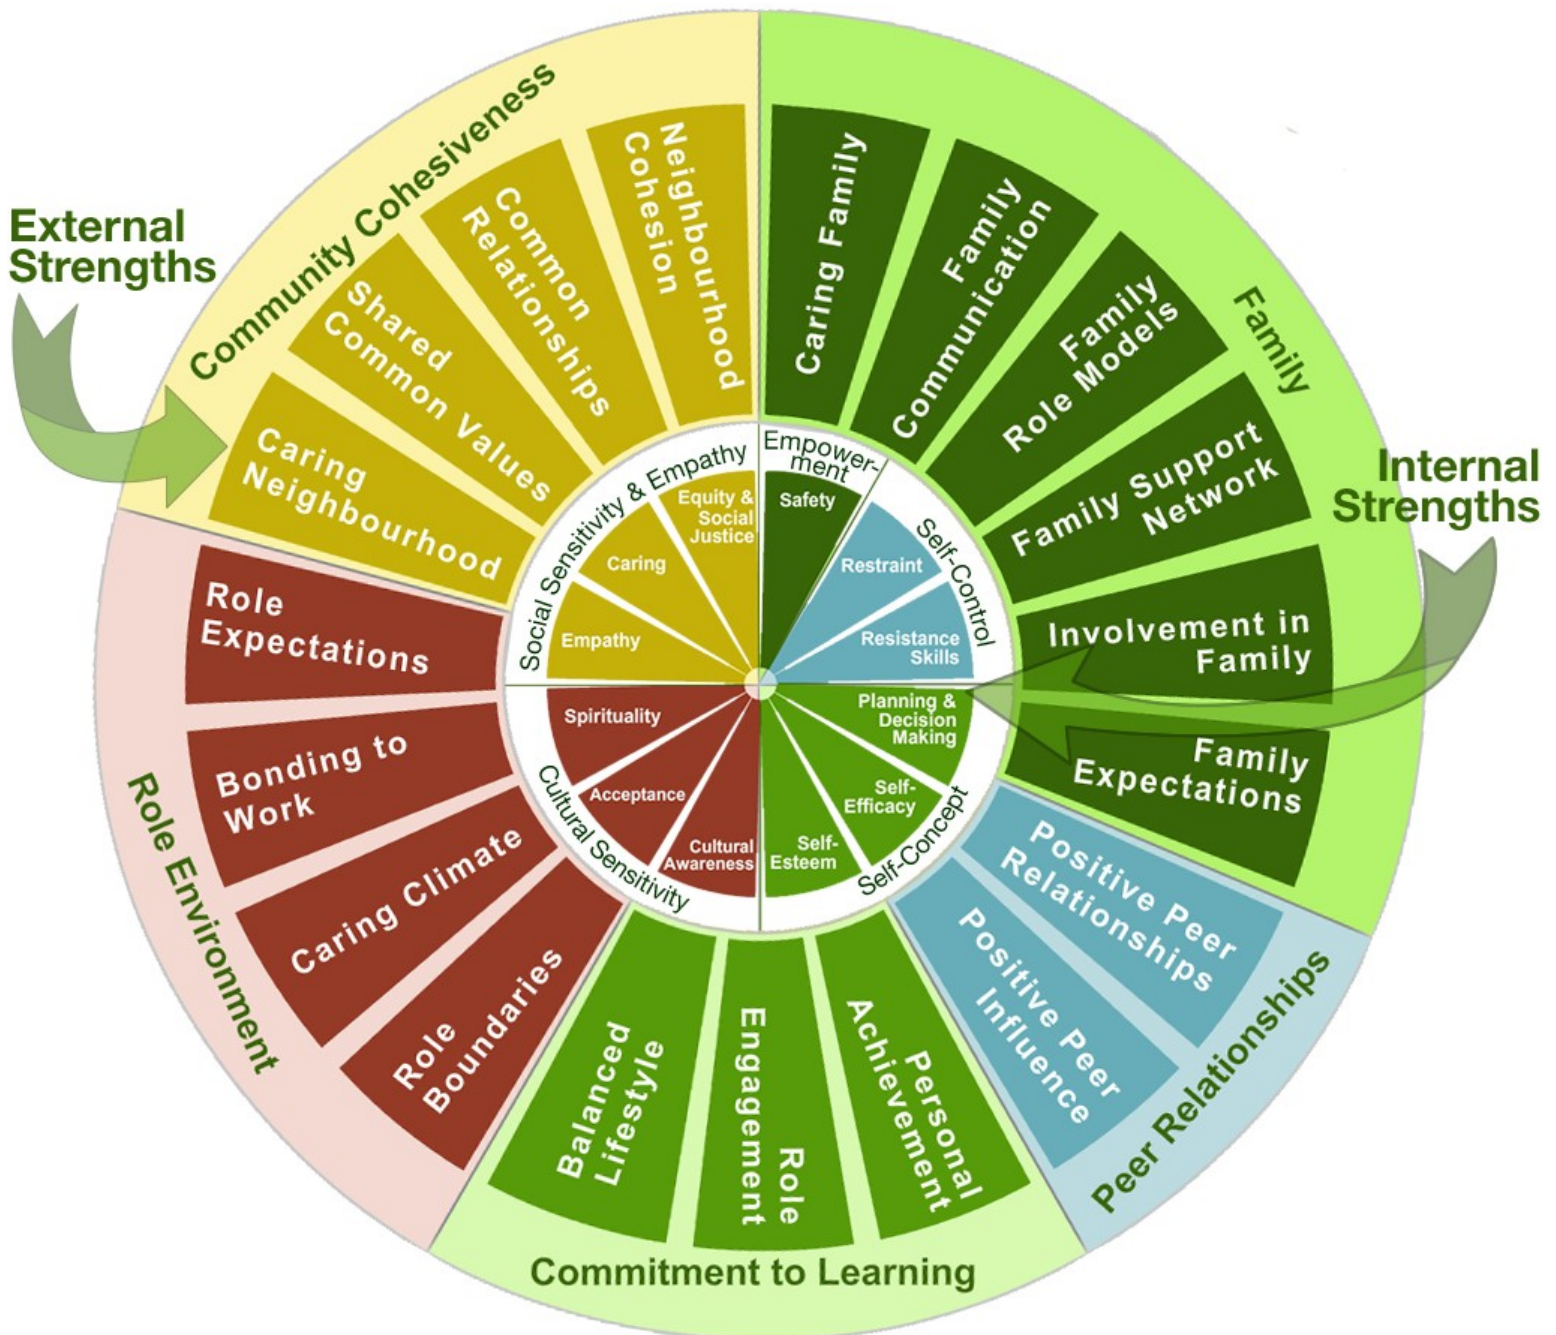 External
Strengths
Community Cohesiveness
Caring
Neighbourhood
Shared
Common Values
Common
Relationships
Neighbourhood
Cohesion
Family
Caring Family
Family
Communication
Family
Role Models
Family Support
Network
Involvement in
Family
Family
Expectations
Internal
Strengths
Peer Relationships
Positive Peer
Relationships
Positive Peer
Influence
Commitment to Learning
Personal
Achievement
Role
Engagement
Balanced
Lifestyle
Role Environment
Role
Boundaries
Caring Climate
Bonding to
Work
Role
Expectations
Social Sensitivity & Empathy
Empathy
Caring
Equity &
Social
Justice
Empower-
ment
Safety
Self-Control
Restraint
Resistance
Skills
Self-Concept
Planning &
Decision
Making
Self-
Efficacy
Self-
Esteem
Cultural Sensitivity
Cultural
Awareness
Acceptance
Spirituality